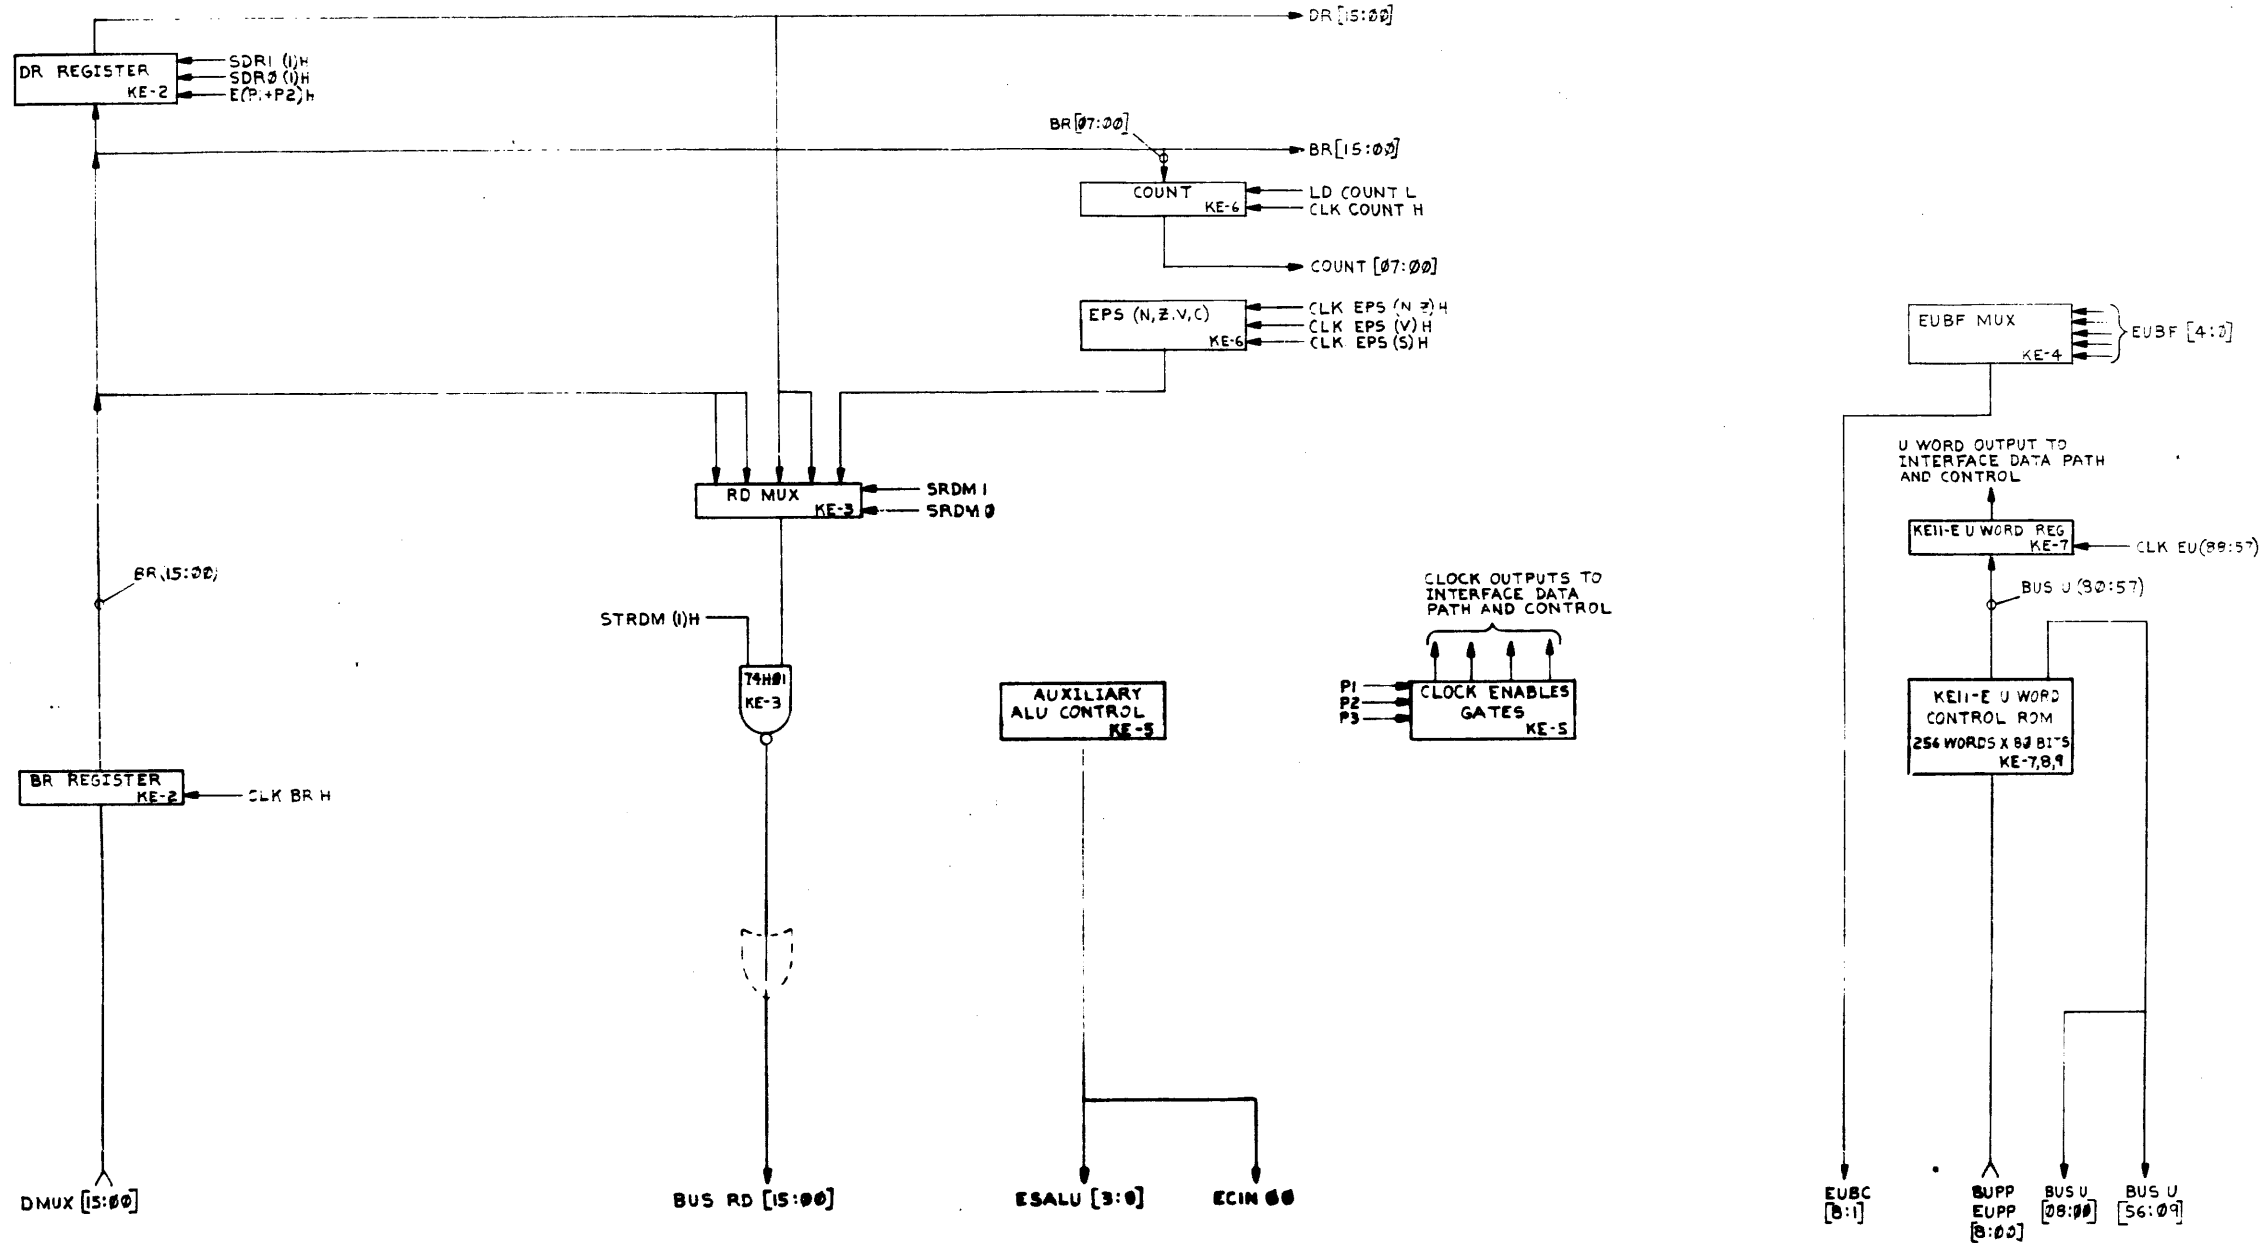 DR [15:00]
DR REGISTER
KE-2
SDR1 (1)H
SDR0 (1)H
E(P1+P2)H
BR[07:00]
BR[15:00]
COUNT
KE-6
LD COUNT L
CLK COUNT H
COUNT [07:00]
EPS (N,Z,V,C)
KE-6
CLK EPS (N Z) H
CLK EPS (V) H
CLK EPS (S) H
EUBF MUX
KE-4
EUBF [4:0]
U WORD OUTPUT TO
INTERFACE DATA PATH
AND CONTROL
RD MUX
KE-3
SRDM 1
SRDM 0
KE11-E U WORD REG
KE-7
CLK EU(88:57)
BR(15:00)
BUS U (80:57)
CLOCK OUTPUTS TO
INTERFACE DATA
PATH AND CONTROL
STRDM (1)H
74H01
KE-3
AUXILIARY
ALU CONTROL
KE-5
P1
P2
P3
CLOCK ENABLES
GATES
KE-5
KE11-E U WORD
CONTROL ROM
256 WORDS X 80 BITS
KE-7,8,9
BR REGISTER
KE-2
CLK BR H
DMUX [15:00]
BUS RD [15:00]
ESALU [3:0]
ECIN 00
EUBC
[8:1]
BUPP
EUPP
[8:00]
BUS U
[08:00]
BUS U
[56:09]